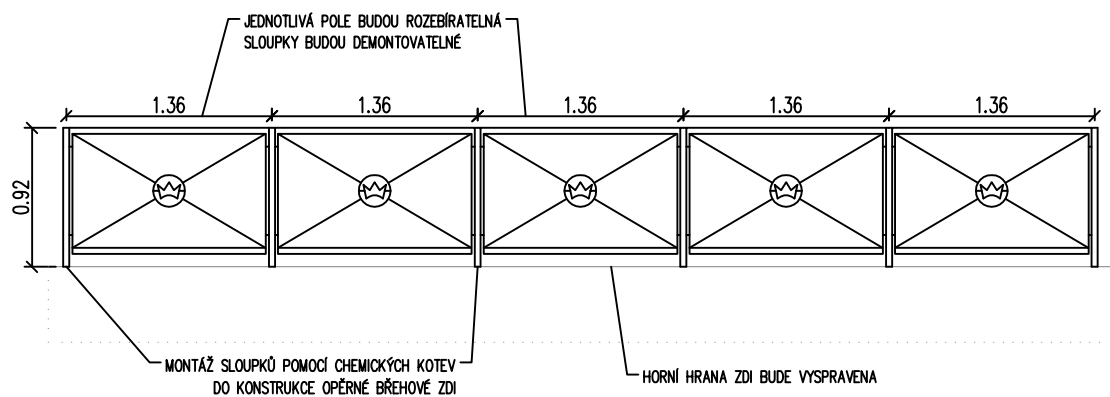 JEDNOTLIVÁ POLE BUDOU ROZEBÍRATELNÁ
SLOUPKY BUDOU DEMONTOVATELNÉ
1.36 1.36 1.36 1.36 1.36
0.92
MONTÁŽ SLOUPKŮ POMOCÍ CHEMICKÝCH KOTEV
DO KONSTRUKCE OPĚRNÉ BŘEHOVÉ ZDI
HORNÍ HRANA ZDI BUDE VYSPRAVENA